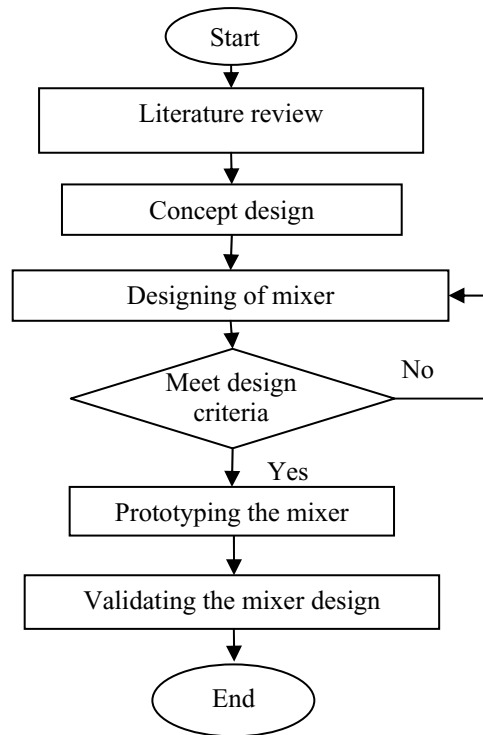 Start
Literature review
Concept design
Designing of mixer
Meet design
criteria
No
Yes
Prototyping the mixer
Validating the mixer design
End